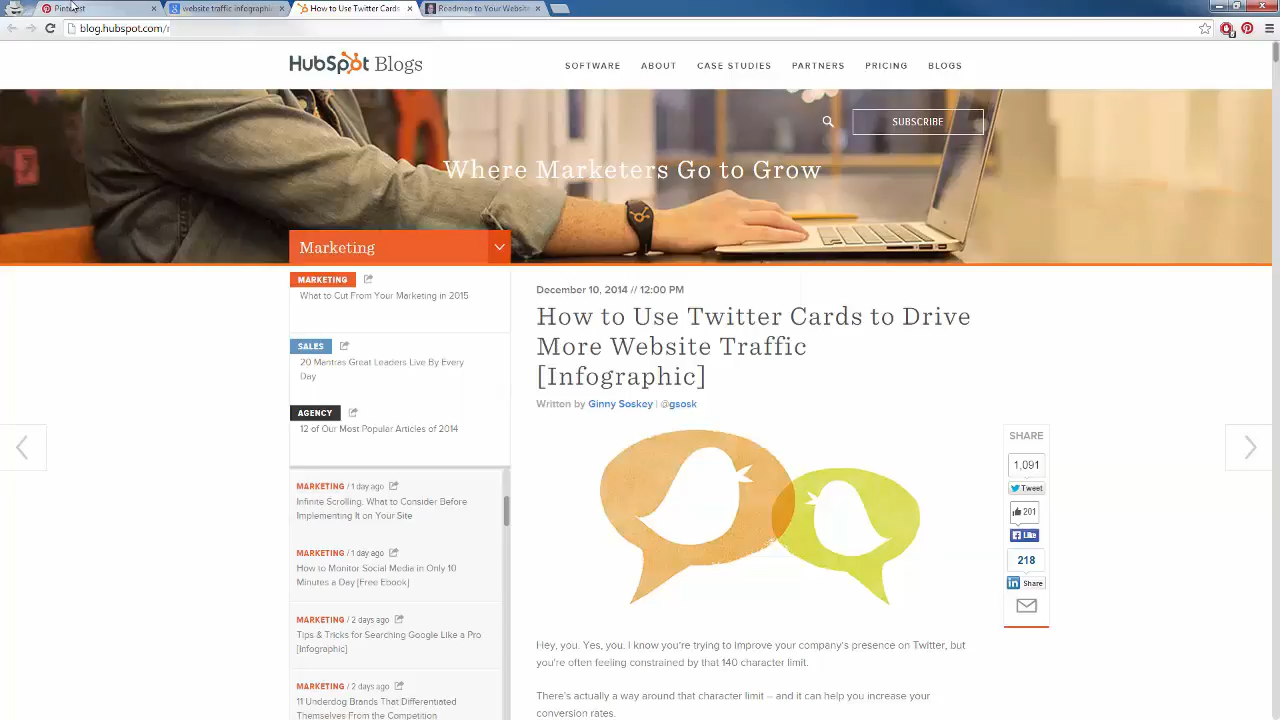 Pinterest
website traffic infographic
How to Use Twitter Cards
Roadmap to Your Website
blog.hubspot.com/
HubSpot Blogs
SOFTWARE ABOUT CASE STUDIES PARTNERS PRICING BLOGS
SUBSCRIBE
Where Marketers Go to Grow
Marketing
MARKETING
What to Cut From Your Marketing in 2015
SALES
20 Mantras Great Leaders Live By Every
Day
AGENCY
12 of Our Most Popular Articles of 2014
MARKETING / 1 day ago
Infinite Scrolling: What to Consider Before
Implementing It on Your Site
MARKETING / 1 day ago
How to Monitor Social Media in Only 10
Minutes a Day [Free Ebook]
MARKETING / 2 days ago
Tips & Tricks for Searching Google Like a Pro
[Infographic]
MARKETING / 2 days ago
11 Underdog Brands That Differentiated
Themselves From the Competition
December 10, 2014 // 12:00 PM
How to Use Twitter Cards to Drive
More Website Traffic
[Infographic]
Written by Ginny Soskey | @gsosk
SHARE
1,091
Tweet
201
Like
218
in Share
Hey, you. Yes, you. I know you're trying to improve your company's presence on Twitter, but
you're often feeling constrained by that 140 character limit.
There's actually a way around that character limit – and it can help you increase your
conversion rates.